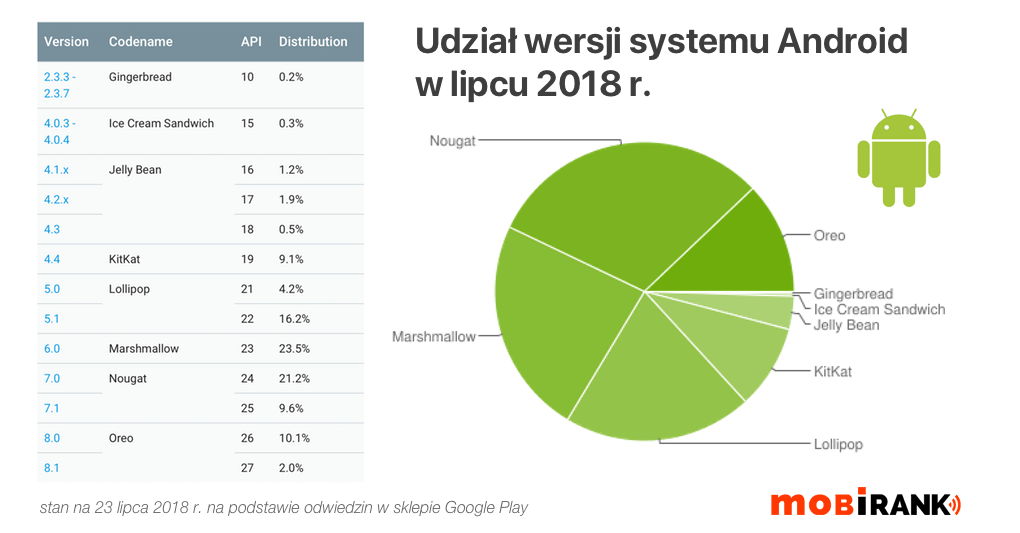 Version Codename API Distribution
2.3.3 - Gingerbread 10 0.2%
2.3.7
4.0.3 - Ice Cream Sandwich 15 0.3%
4.0.4
4.1.x Jelly Bean 16 1.2%
4.2.x 17 1.9%
4.3 18 0.5%
4.4 KitKat 19 9.1%
5.0 Lollipop 21 4.2%
5.1 22 16.2%
6.0 Marshmallow 23 23.5%
7.0 Nougat 24 21.2%
7.1 25 9.6%
8.0 Oreo 26 10.1%
8.1 27 2.0%
Udział wersji systemu Android
w lipcu 2018 r.
Nougat
Oreo
Gingerbread
Ice Cream Sandwich
Jelly Bean
Marshmallow
KitKat
Lollipop
stan na 23 lipca 2018 r. na podstawie odwiedzin w sklepie Google Play
mOBiRANK